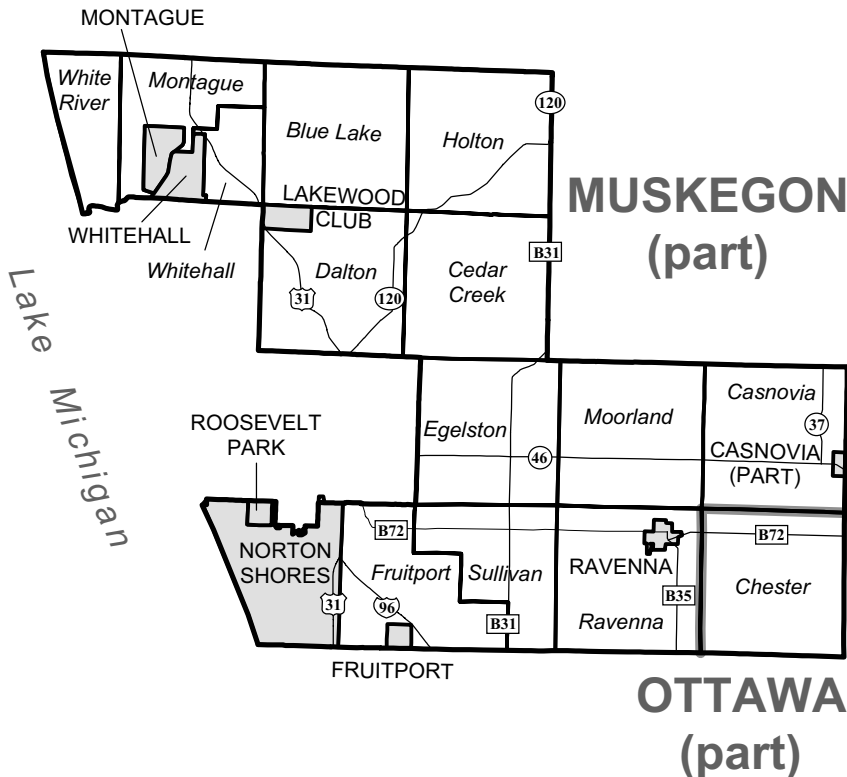 MONTAGUE
White
River
Montague
Blue Lake
Holton
120
MUSKEGON
(part)
LAKEWOOD
CLUB
WHITEHALL
Whitehall
Dalton
Cedar
Creek
B31
31
120
Lake Michigan
ROOSEVELT
PARK
Egelston
Moorland
Casnovia
37
46
CASNOVIA
(PART)
NORTON
SHORES
B72
Fruitport
Sullivan
RAVENNA
B72
31
96
B31
Ravenna
B35
Chester
FRUITPORT
OTTAWA
(part)